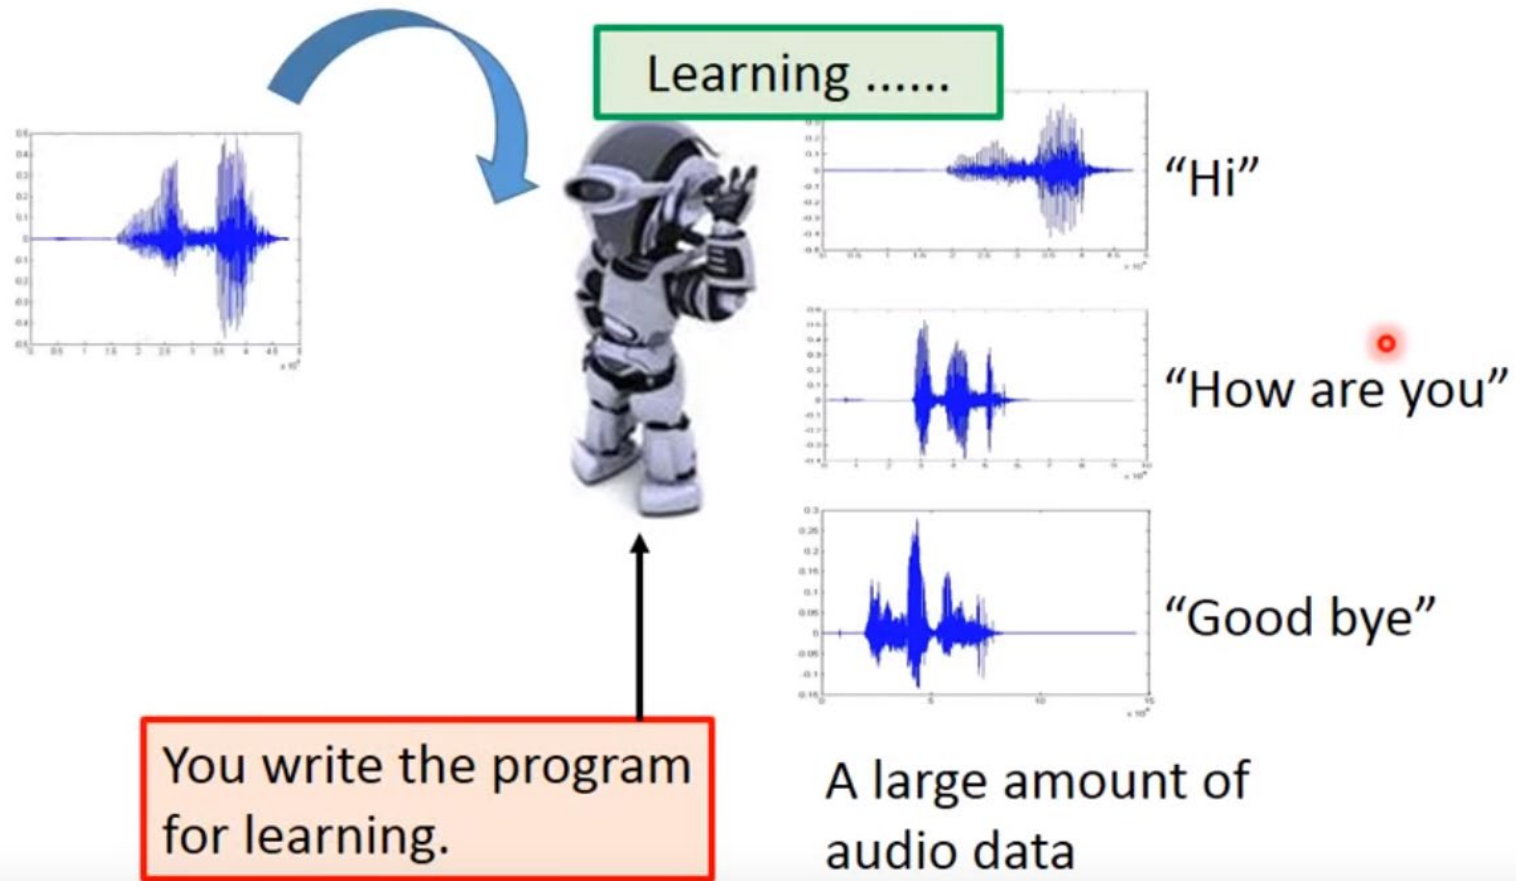 Learning ......
“Hi”
“How are you”
“Good bye”
You write the program
for learning.
A large amount of
audio data